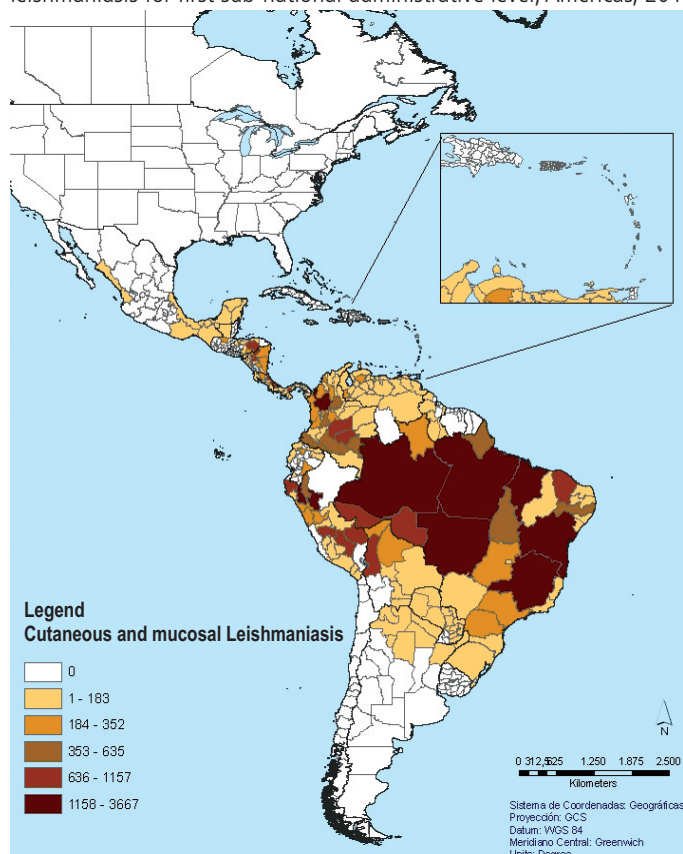 leishmaniasis for first sub-national administrative level, Americas, 201
Legend
Cutaneous and mucosal Leishmaniasis
0
1 - 183
184 - 352
353 - 635
636 - 1157
1158 - 3667
N
1.250 1.875 2.500
Kilometers
Sistema de Coordenadas: Geográficas
Proyección: GCS
Datum: WGS 84
Meridiano Central: Greenwich
Units: Degree